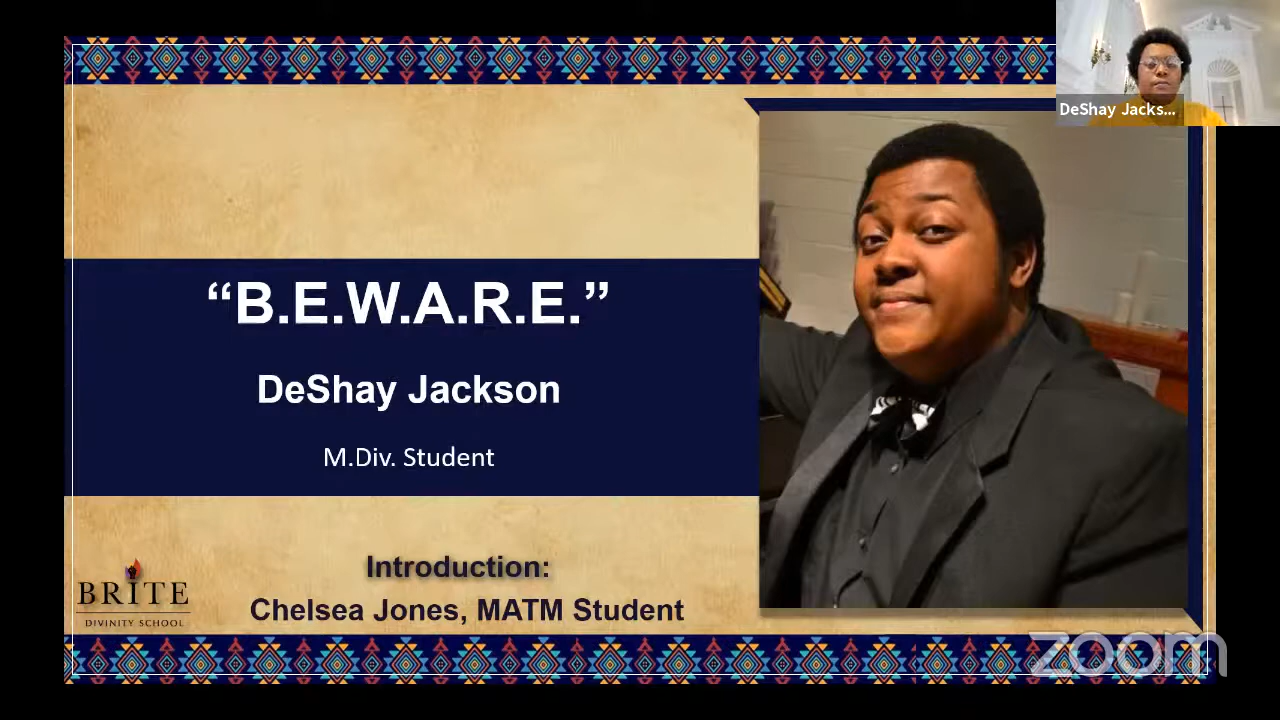 DeShay Jacks...
“B.E.W.A.R.E.”
DeShay Jackson
M.Div. Student
Introduction:
Chelsea Jones, MATM Student
BRITE
DIVINITY SCHOOL
zoom